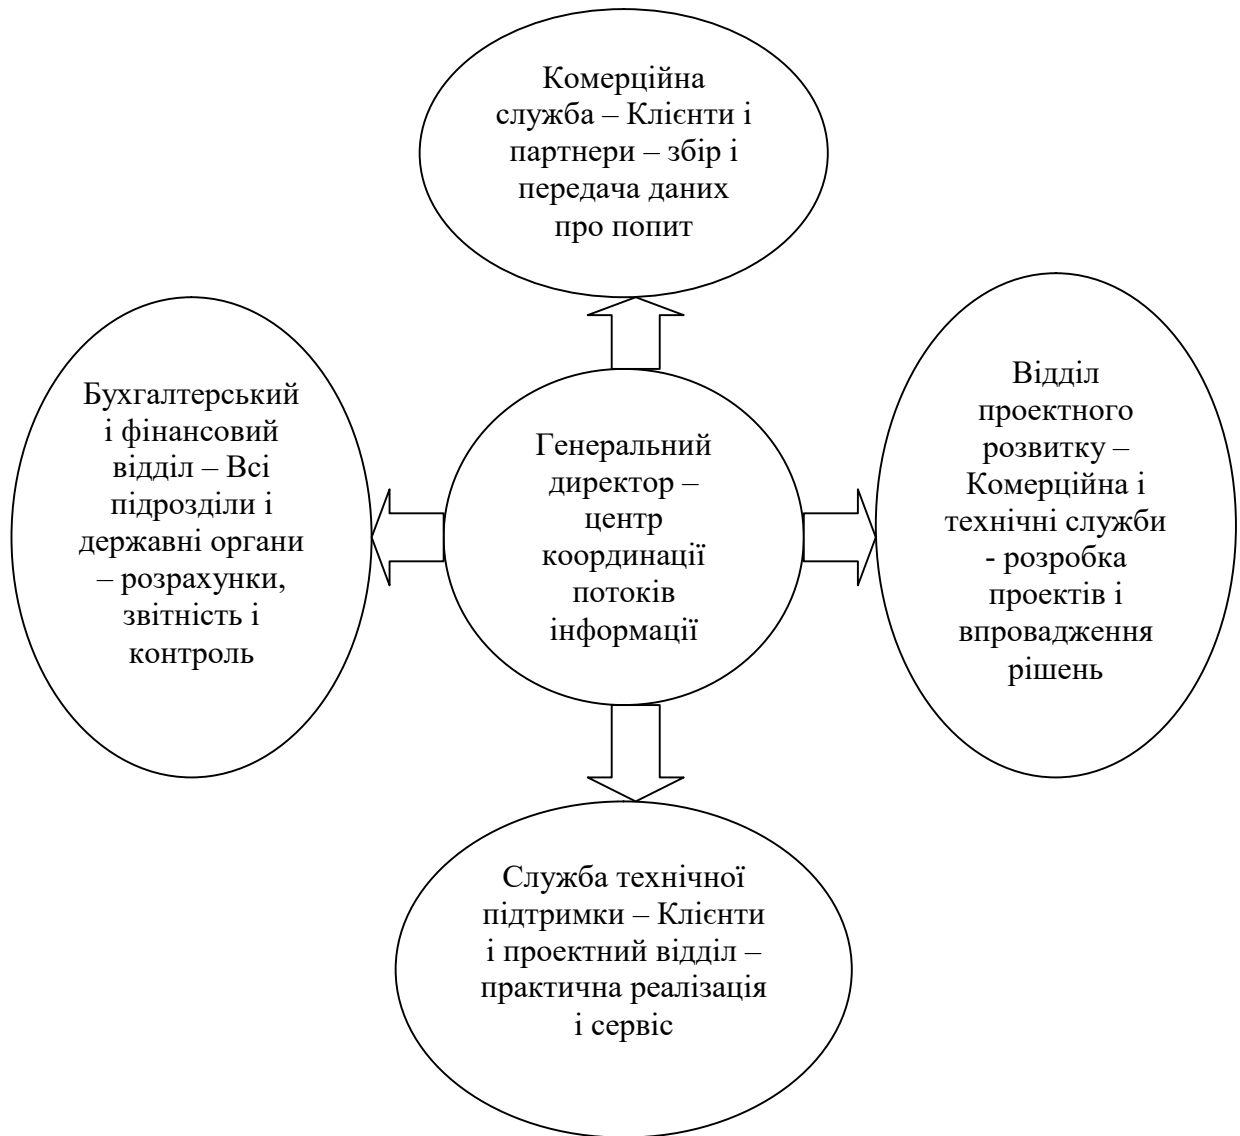 Комерційна
служба – Клієнти і
партнери – збір і
передача даних
про попит
Бухгалтерський
і фінансовий
відділ – Всі
підрозділи і
державні органи
– розрахунки,
звітність і
контроль
Генеральний
директор –
центр
координації
потоків
інформації
Відділ
проектного
розвитку –
Комерційна і
технічні служби
- розробка
проектів і
впровадження
рішень
Служба технічної
підтримки – Клієнти
і проектний відділ –
практична реалізація
і сервіс